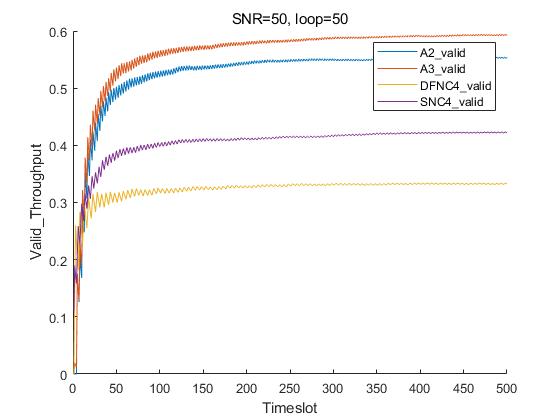 SNR=50, loop=50
0.6
0.5
0.4
0.3
0.2
0.1
0
Valid_Throughput
A2_valid
A3_valid
DFNC4_valid
SNC4_valid
0 50 100 150 200 250 300 350 400 450 500
Timeslot